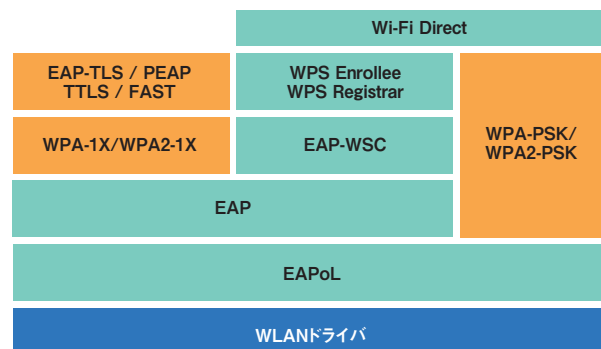 Wi-Fi Direct
EAP-TLS / PEAP
TTLS / FAST
WPS Enrollee
WPS Registrar
WPA-PSK/
WPA2-PSK
WPA-1X/WPA2-1X
EAP-WSC
EAP
EAPoL
WLANドライバ